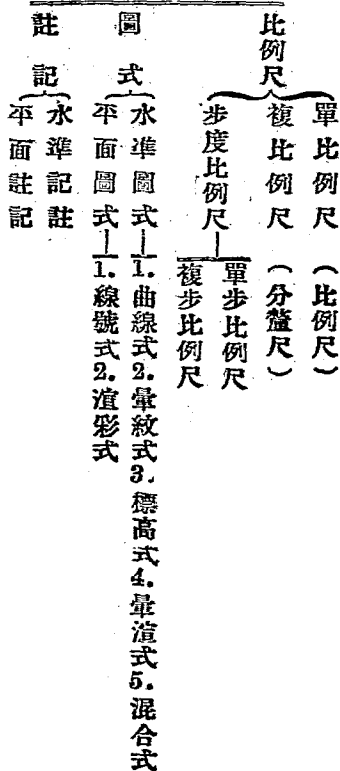 比例尺
單比例尺（比例尺）
複比例尺（分釐尺）
步度比例尺
單步比例尺
複步比例尺
圖式
水準圖式
1.曲線式2.暈紋式3.標高式4.暈渲式5.混合式
平面圖式
1.線號式2.渲彩式
註記
水準記註
平面註記